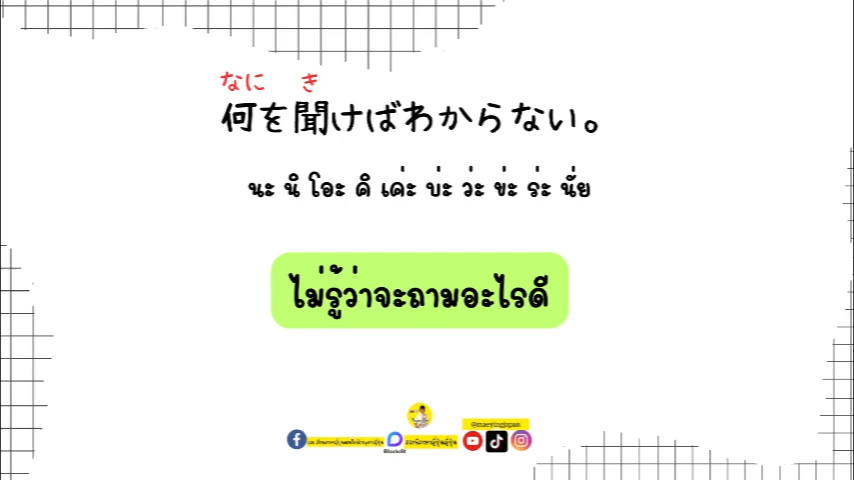 なに き
何を聞けばわからない。
นะ นิ โอะ คิ เค่ะ บ่ะ ว่ะ ข่ะ ร่ะ นั่ย
ไม่รู้ว่าจะถามอะไรดี
@maeyingjapan
Blockdit